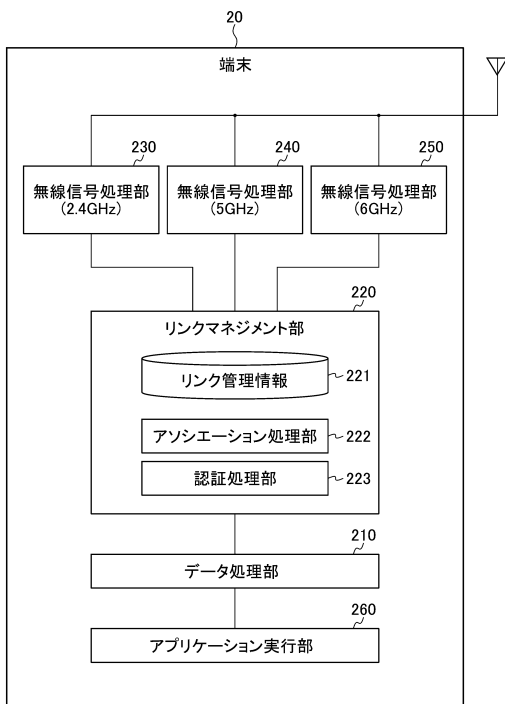 20
端末
230
240
250
無線信号処理部
(2.4GHz)
無線信号処理部
(5GHz)
無線信号処理部
(6GHz)
220
リンクマネジメント部
リンク管理情報
221
アソシエーション処理部
222
認証処理部
223
210
データ処理部
260
アプリケーション実行部